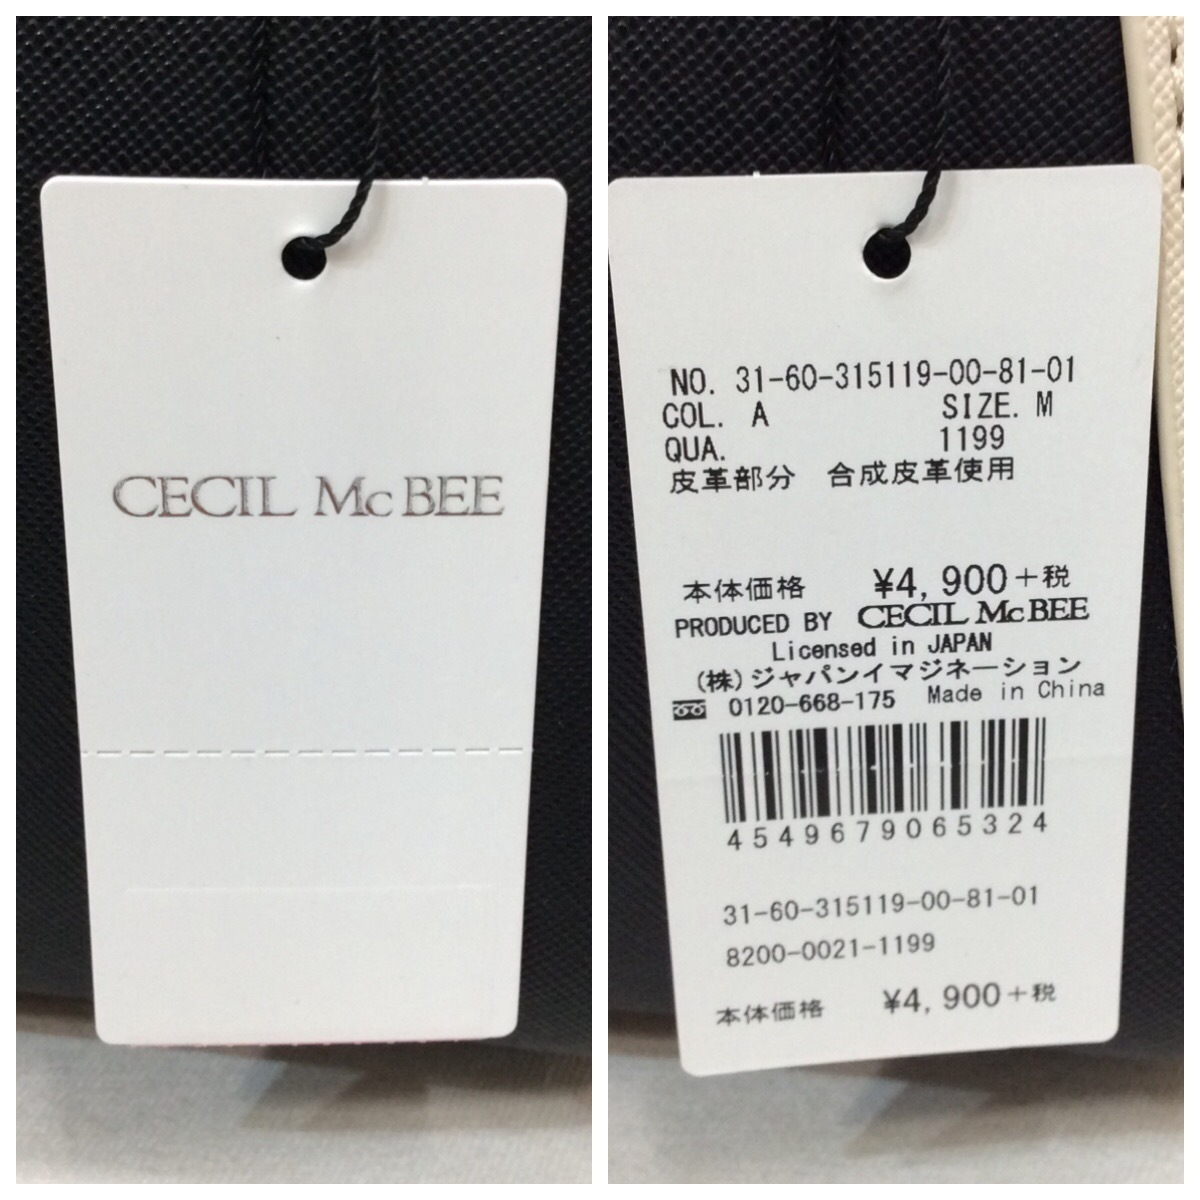 CECIL McBEE
NO. 31-60-315119-00-81-01
COL. A SIZE. M
QUA. 1199
皮革部分 合成皮革使用
本体価格 ¥4,900+税
PRODUCED BY CECIL McBEE
Licensed in JAPAN
(株)ジャパンイマジネーション
0120-668-175 Made in China
4549679065324
31-60-315119-00-81-01
8200-0021-1199
本体価格 ¥4,900+税